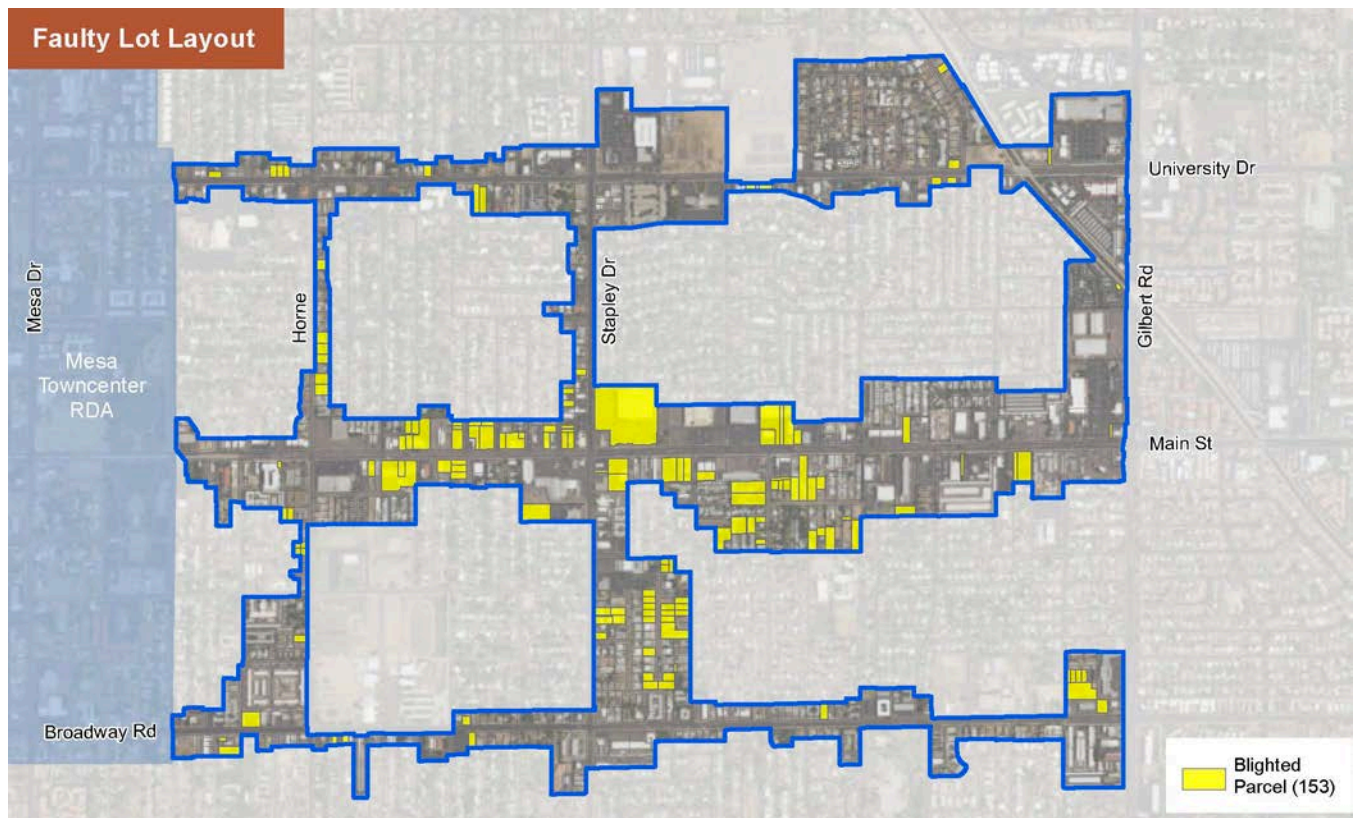 Faulty Lot Layout
University Dr
Mesa Dr
Horne
Stapley Dr
Gilbert Rd
Mesa
Towncenter
RDA
Main St
Broadway Rd
Blighted
Parcel (153)